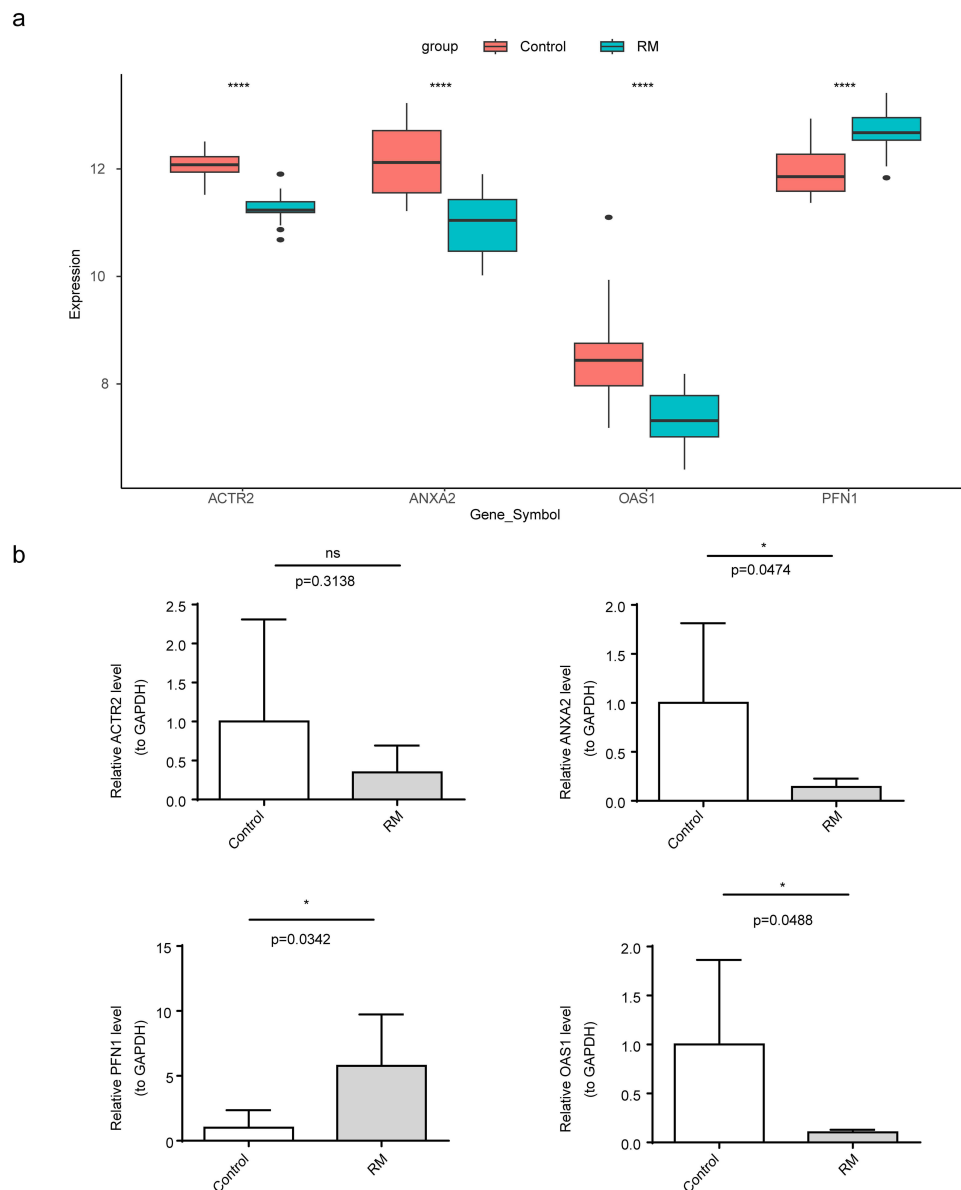 a
group Control RM
**** **** **** ****
12
10
8
Expression
ACTR2 ANXA2 OAS1 PFN1
Gene_Symbol
b
ns
p=0.3138
2.5
2.0
1.5
1.0
0.5
0.0
Relative ACTR2 level
(to GAPDH)
Control RM
*
p=0.0474
2.0
1.5
1.0
0.5
0.0
Relative ANXA2 level
(to GAPDH)
Control RM
*
p=0.0342
15
10
5
0
Relative PFN1 level
(to GAPDH)
Control RM
*
p=0.0488
2.0
1.5
1.0
0.5
0.0
Relative OAS1 level
(to GAPDH)
Control RM